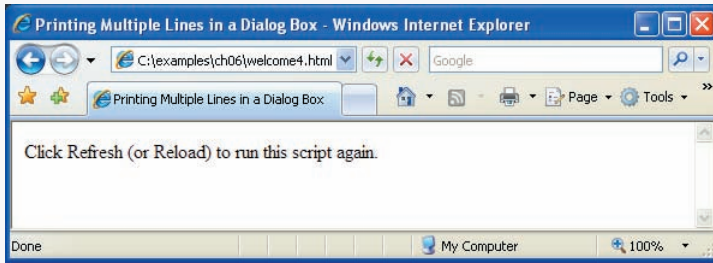 Printing Multiple Lines in a Dialog Box - Windows Internet Explorer
C:\examples\ch06\welcome4.html Google
Printing Multiple Lines in a Dialog Box Page Tools »
Click Refresh (or Reload) to run this script again.
Done My Computer 100%